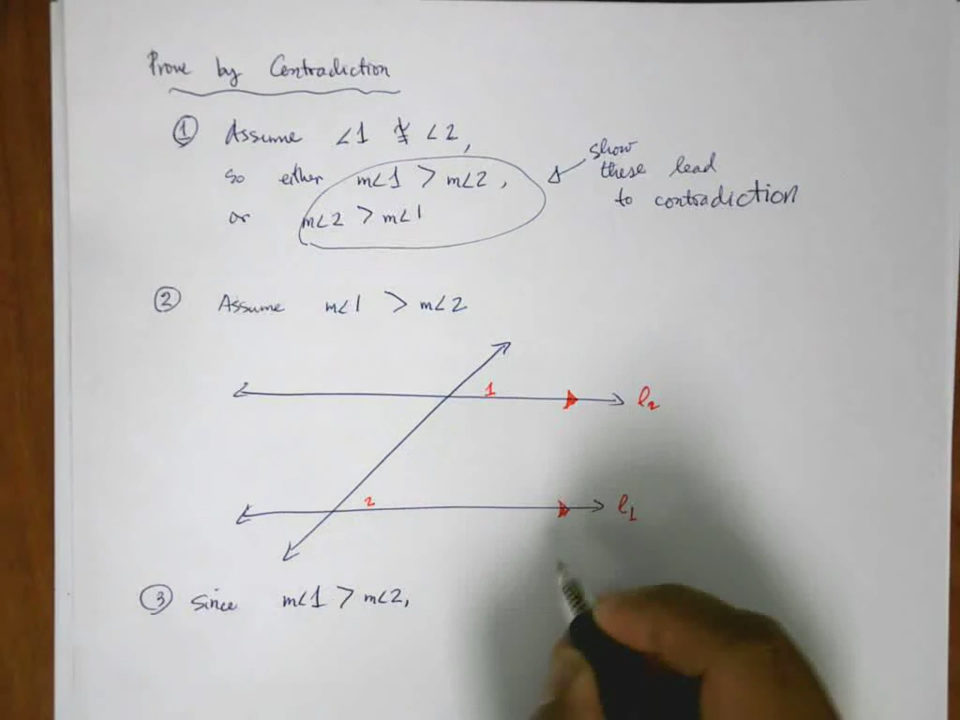 Prove by Contradiction
① Assume ∠1 ≇ ∠2,
so either m∠1 > m∠2,
or m∠2 > m∠1
show
these lead
to contradiction
② Assume m∠1 > m∠2
1
l₂
2
l₁
③ Since m∠1 > m∠2,